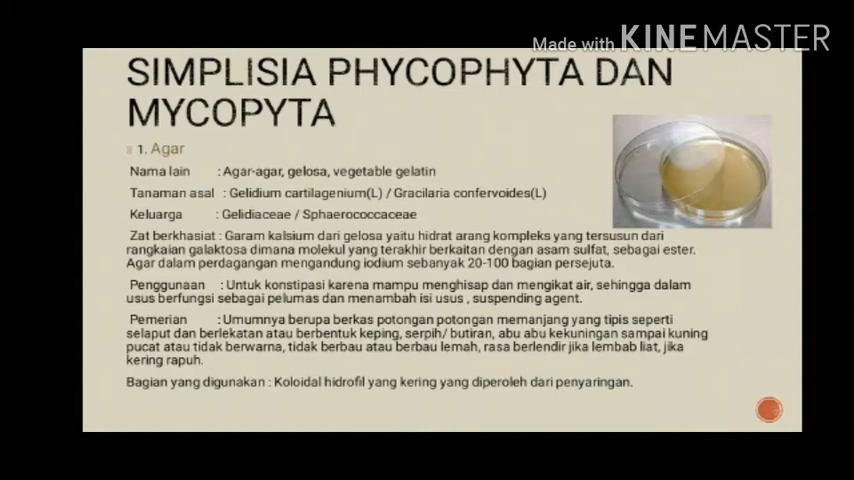 Made with KINEMASTER
SIMPLISIA PHYCOPHYTA DAN
MYCOPYTA
1. Agar
Nama lain : Agar-agar, gelosa, vegetable gelatin
Tanaman asal : Gelidium cartilagenium(L) / Gracilaria confervoides(L)
Keluarga : Gelidiaceae / Sphaerococcaceae
Zat berkhasiat : Garam kalsium dari gelosa yaitu hidrat arang kompleks yang tersusun dari
rangkaian galaktosa dimana molekul yang terakhir berkaitan dengan asam sulfat, sebagai ester.
Agar dalam perdagangan mengandung iodium sebanyak 20-100 bagian persejuta.
Penggunaan : Untuk konstipasi karena mampu menghisap dan mengikat air, sehingga dalam
usus berfungsi sebagai pelumas dan menambah isi usus , suspending agent.
Pemerian : Umumnya berupa berkas potongan potongan memanjang yang tipis seperti
selaput dan berlekatan atau berbentuk keping, serpih/ butiran, abu abu kekuningan sampai kuning
pucat atau tidak berwarna, tidak berbau atau berbau lemah, rasa berlendir jika lembab liat, jika
kering rapuh.
Bagian yang digunakan : Koloidal hidrofil yang kering yang diperoleh dari penyaringan.